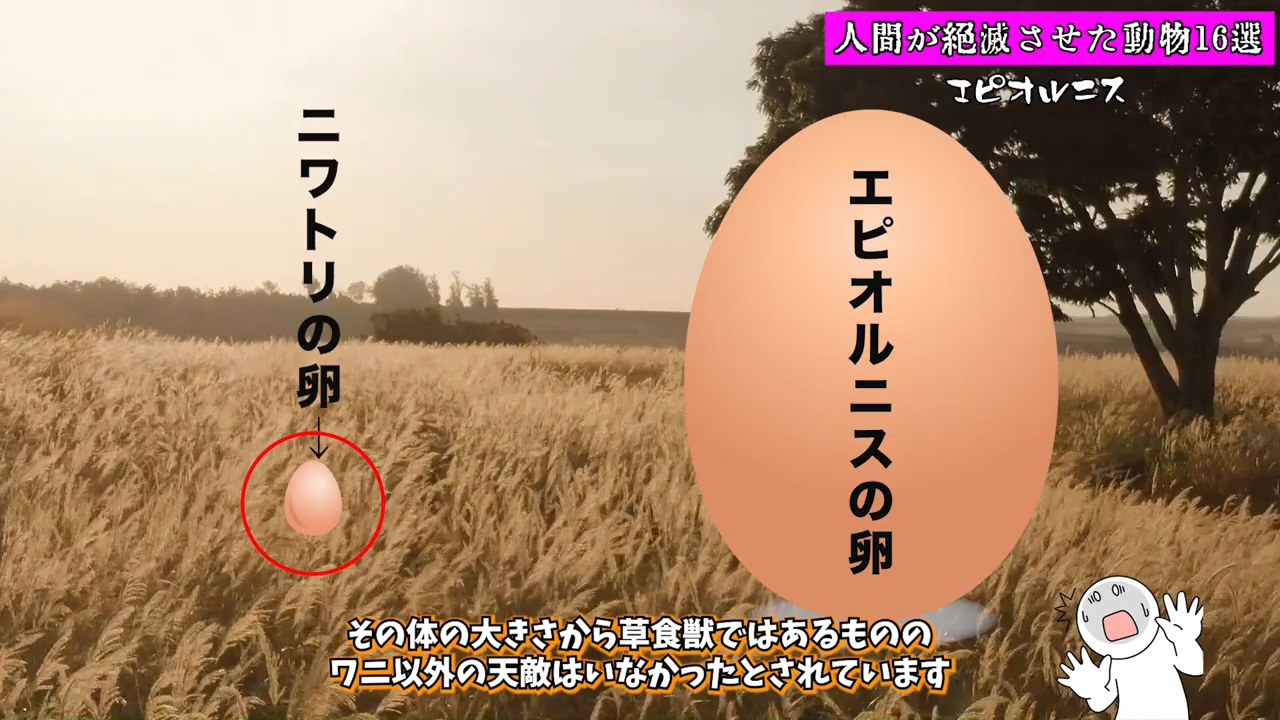 人間が絶滅させた動物16選
エピオルニス
ニワトリの卵
エピオルニスの卵
その体の大きさから草食獣ではあるものの
ワニ以外の天敵はいなかったとされています